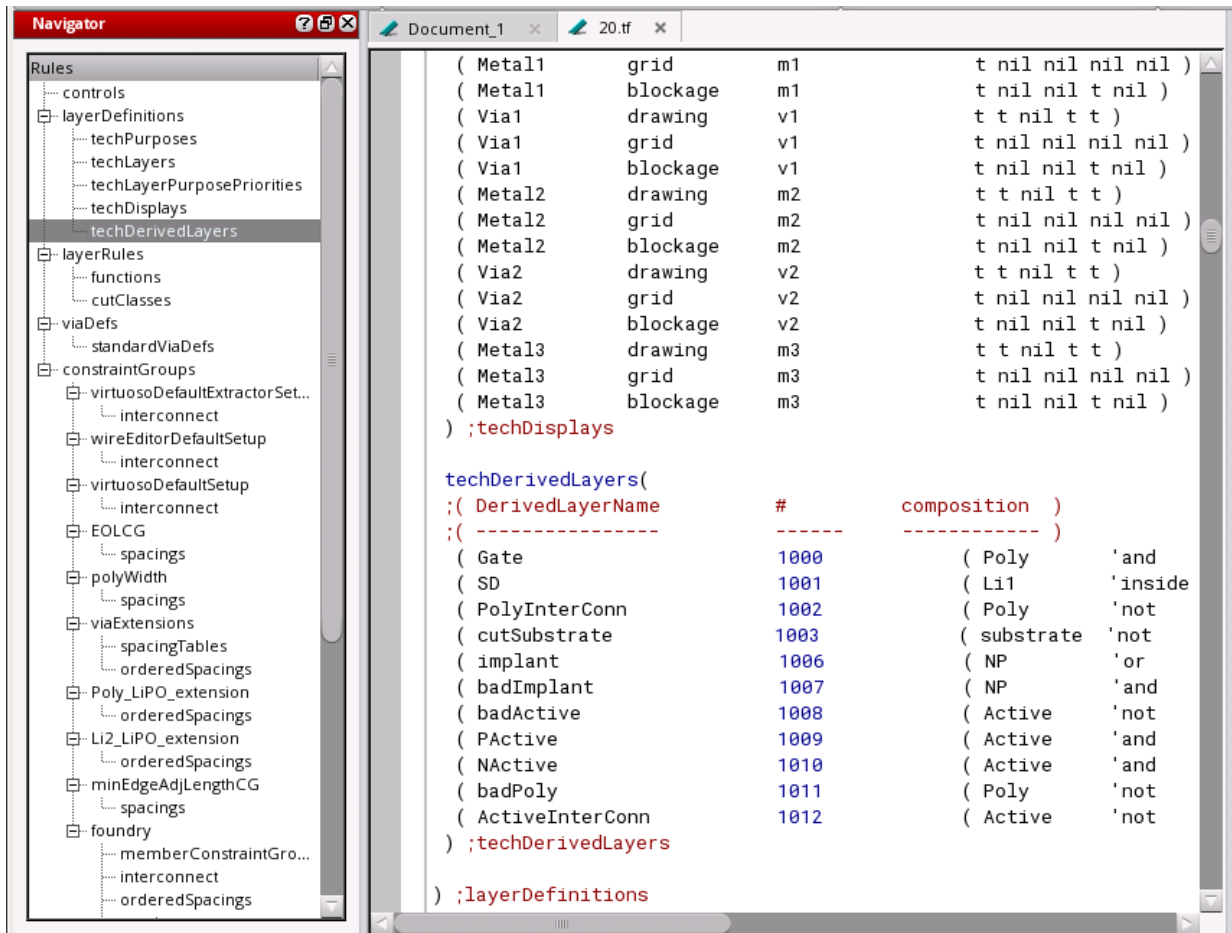 Navigator
Rules
controls
layerDefinitions
techPurposes
techLayers
techLayerPurposePriorities
techDisplays
techDerivedLayers
layerRules
functions
cutClasses
viaDefs
standardViaDefs
constraintGroups
virtuosoDefaultExtractorSet...
interconnect
wireEditorDefaultSetup
interconnect
virtuosoDefaultSetup
interconnect
EOLCG
spacings
polyWidth
spacings
viaExtensions
spacingTables
orderedSpacings
Poly_LiPO_extension
orderedSpacings
Li2_LiPO_extension
orderedSpacings
minEdgeAdjLengthCG
spacings
foundry
memberConstraintGro...
interconnect
orderedSpacings
Document_1 20.tf
( Metal1 grid m1 t nil nil nil nil )
( Metal1 blockage m1 t nil nil t nil )
( Via1 drawing v1 t t nil t t )
( Via1 grid v1 t nil nil nil nil )
( Via1 blockage v1 t nil nil t nil )
( Metal2 drawing m2 t t nil t t )
( Metal2 grid m2 t nil nil nil nil )
( Metal2 blockage m2 t nil nil t nil )
( Via2 drawing v2 t t nil t t )
( Via2 grid v2 t nil nil nil nil )
( Via2 blockage v2 t nil nil t nil )
( Metal3 drawing m3 t t nil t t )
( Metal3 grid m3 t nil nil nil nil )
( Metal3 blockage m3 t nil nil t nil )
) ;techDisplays
techDerivedLayers(
;( DerivedLayerName # composition )
;( ---------------- ------ ------------ )
( Gate 1000 ( Poly 'and
( SD 1001 ( Li1 'inside
( PolyInterConn 1002 ( Poly 'not
( cutSubstrate 1003 ( substrate 'not
( implant 1006 ( NP 'or
( badImplant 1007 ( NP 'and
( badActive 1008 ( Active 'not
( PActive 1009 ( Active 'and
( NActive 1010 ( Active 'and
( badPoly 1011 ( Poly 'not
( ActiveInterConn 1012 ( Active 'not
) ;techDerivedLayers
) ;layerDefinitions